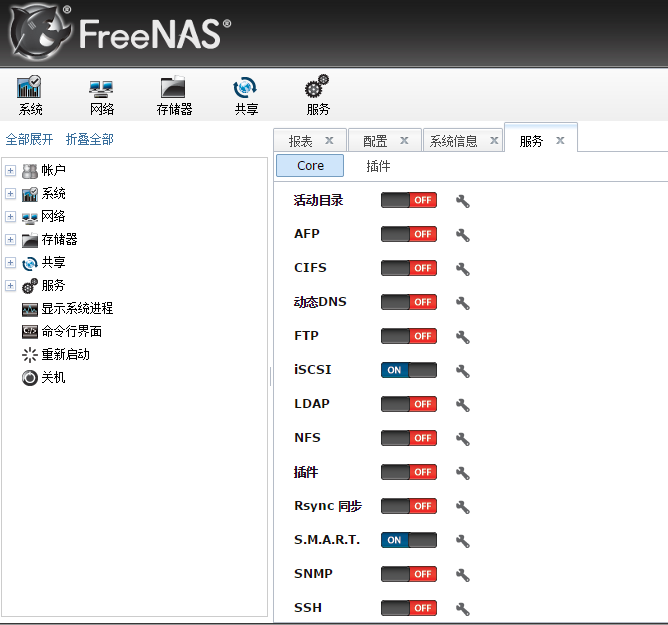 FreeNAS®
系统 网络 存储器 共享 服务
全部展开 折叠全部
报表 x 配置 x 系统信息 x 服务 x
Core 插件
帐户
系统
网络
存储器
共享
服务
显示系统进程
命令行界面
重新启动
关机
活动目录 OFF
AFP OFF
CIFS OFF
动态DNS OFF
FTP OFF
iSCSI ON
LDAP OFF
NFS OFF
插件 OFF
Rsync 同步 OFF
S.M.A.R.T. ON
SNMP OFF
SSH OFF